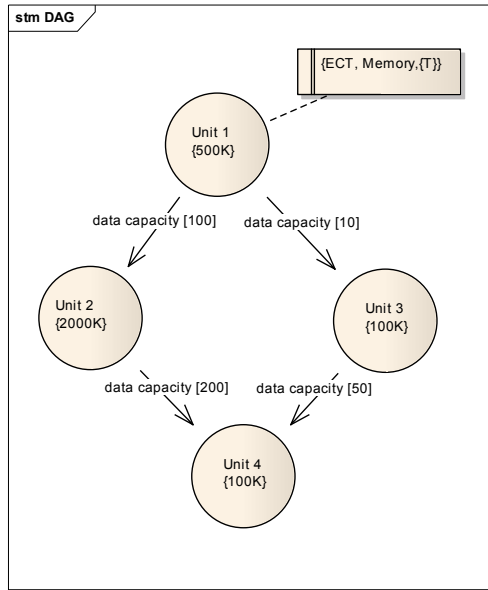 stm DAG
{ECT, Memory,{T}}
Unit 1
{500K}
data capacity [100]
data capacity [10]
Unit 2
{2000K}
Unit 3
{100K}
data capacity [200]
data capacity [50]
Unit 4
{100K}